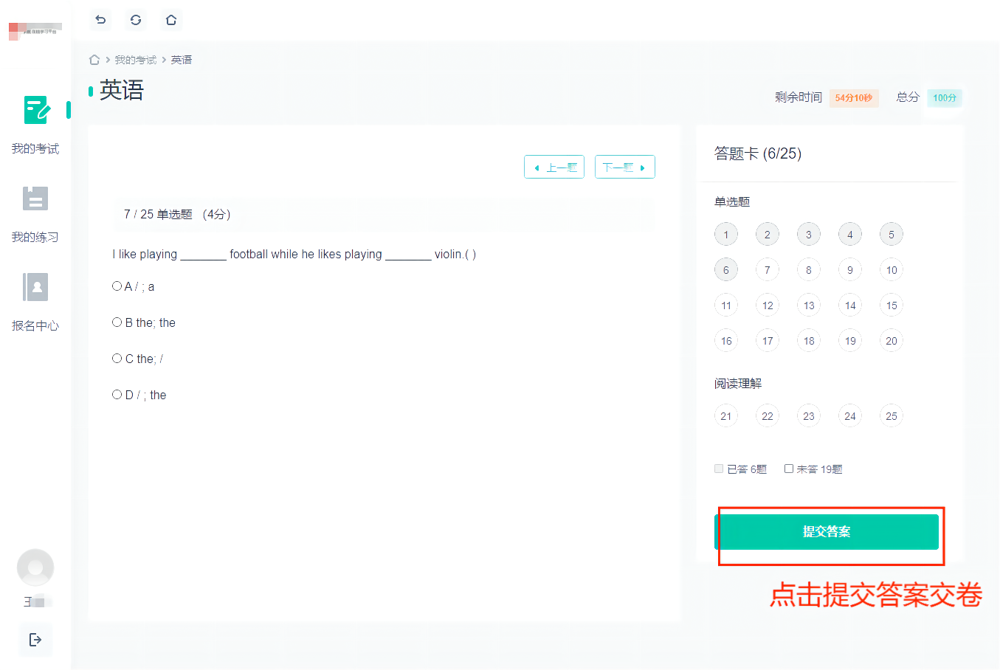 我的考试 > 英语
英语
剩余时间 54分10秒 总分 100分
我的考试
我的练习
报名中心
王
上一题 下一题
7 / 25 单选题 （4分）
I like playing _______ football while he likes playing _______ violin.( )
A / ; a
B the; the
C the; /
D / ; the
答题卡 (6/25)
单选题
1 2 3 4 5
6 7 8 9 10
11 12 13 14 15
16 17 18 19 20
阅读理解
21 22 23 24 25
已答 6题 未答 19题
提交答案
点击提交答案交卷